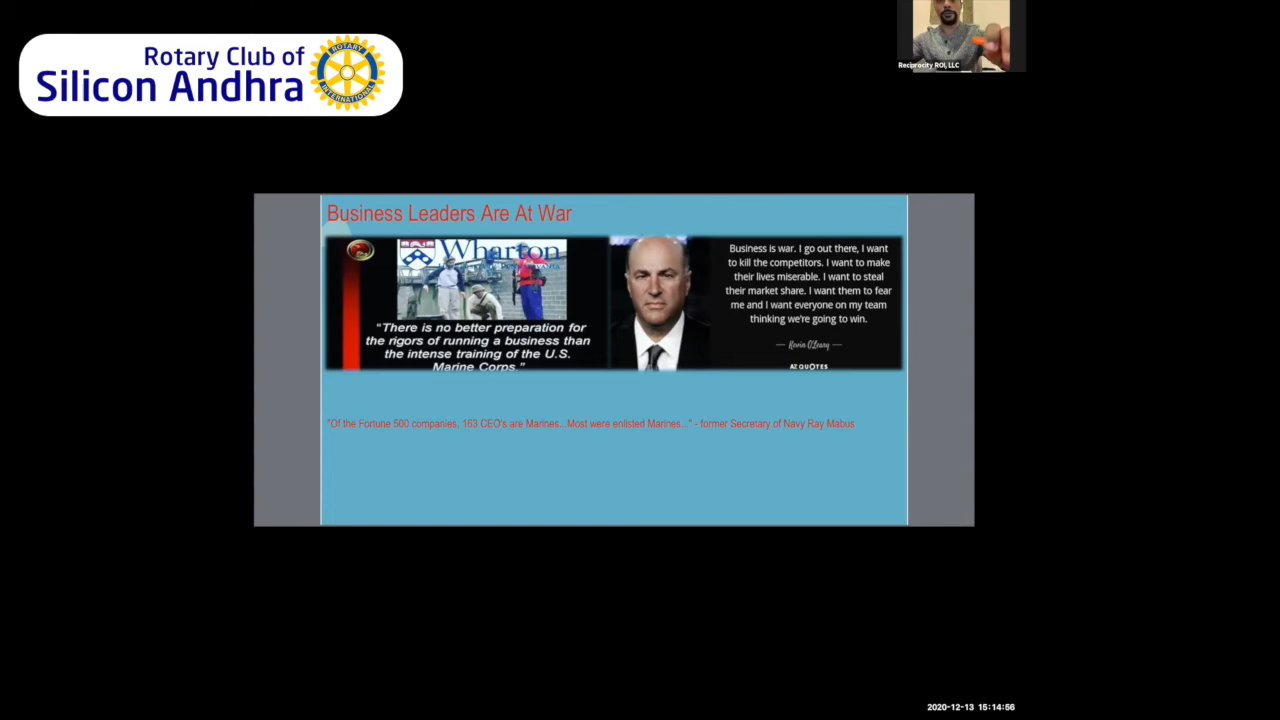 Rotary Club of
Silicon Andhra
ROTARY
INTERNATIONAL
Reciprocity ROI, LLC
Business Leaders Are At War
Wharton
"There is no better preparation for
the rigors of running a business than
the intense training of the U.S.
Marine Corps."
Business is war. I go out there, I want
to kill the competitors. I want to make
their lives miserable. I want to steal
their market share. I want them to fear
me and I want everyone on my team
thinking we're going to win.
— Kevin O'Leary —
AZ QUOTES
"Of the Fortune 500 companies, 163 CEO's are Marines...Most were enlisted Marines..." - former Secretary of Navy Ray Mabus
2020-12-13 15:14:56